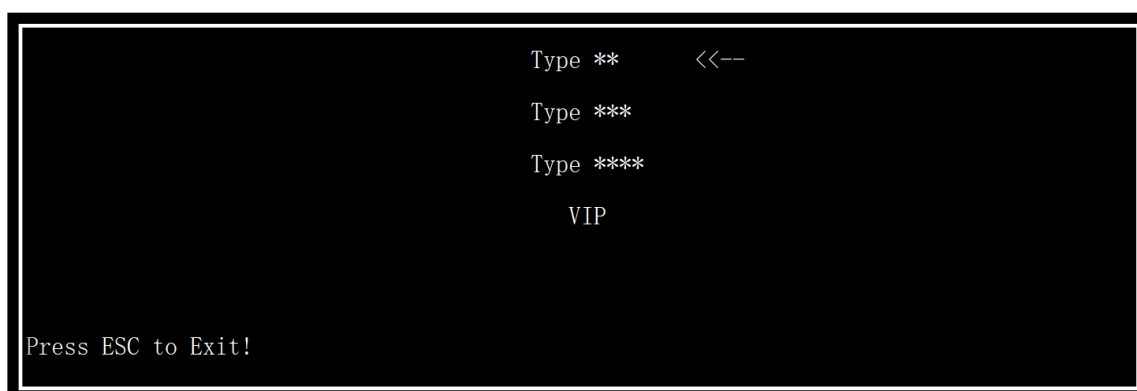 Type **      <<--
Type ***
Type ****
VIP
Press ESC to Exit!